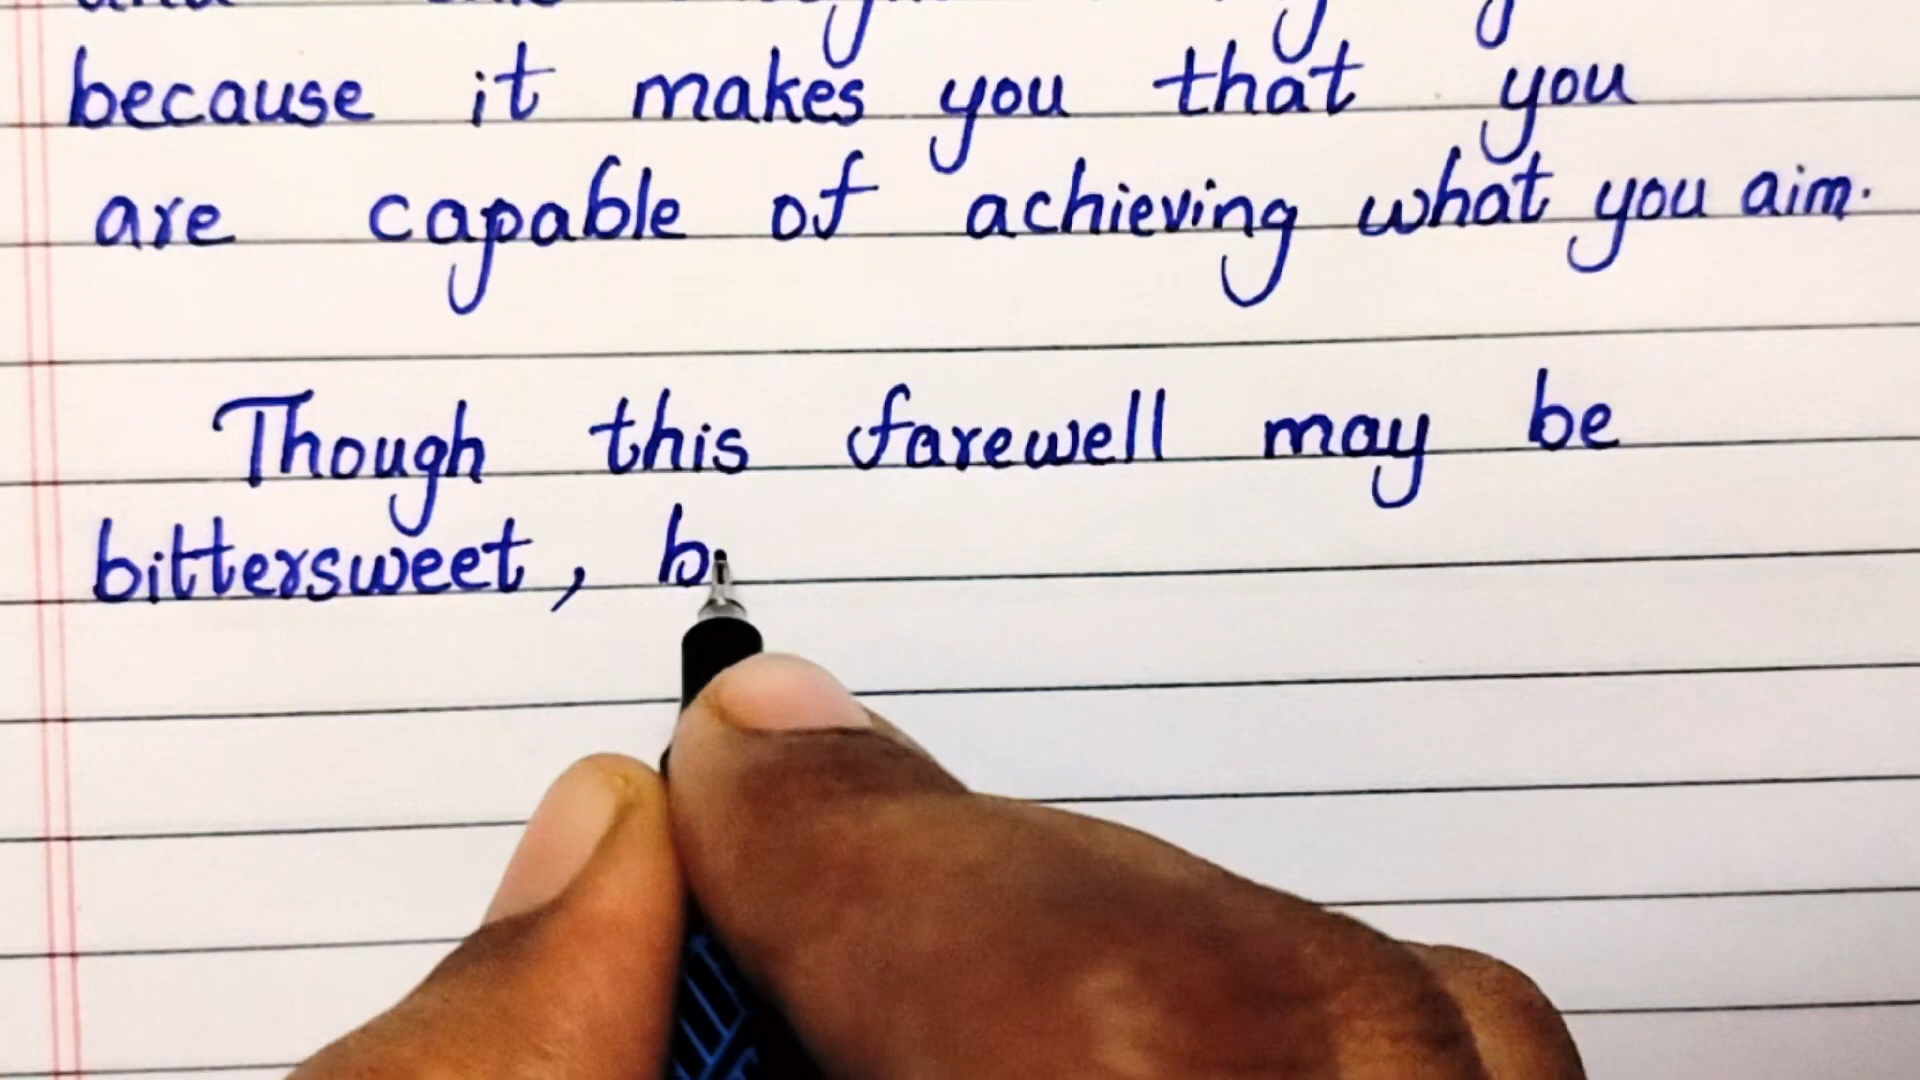 because it makes you that you
are capable of achieving what you aim.
Though this farewell may be
bittersweet, b